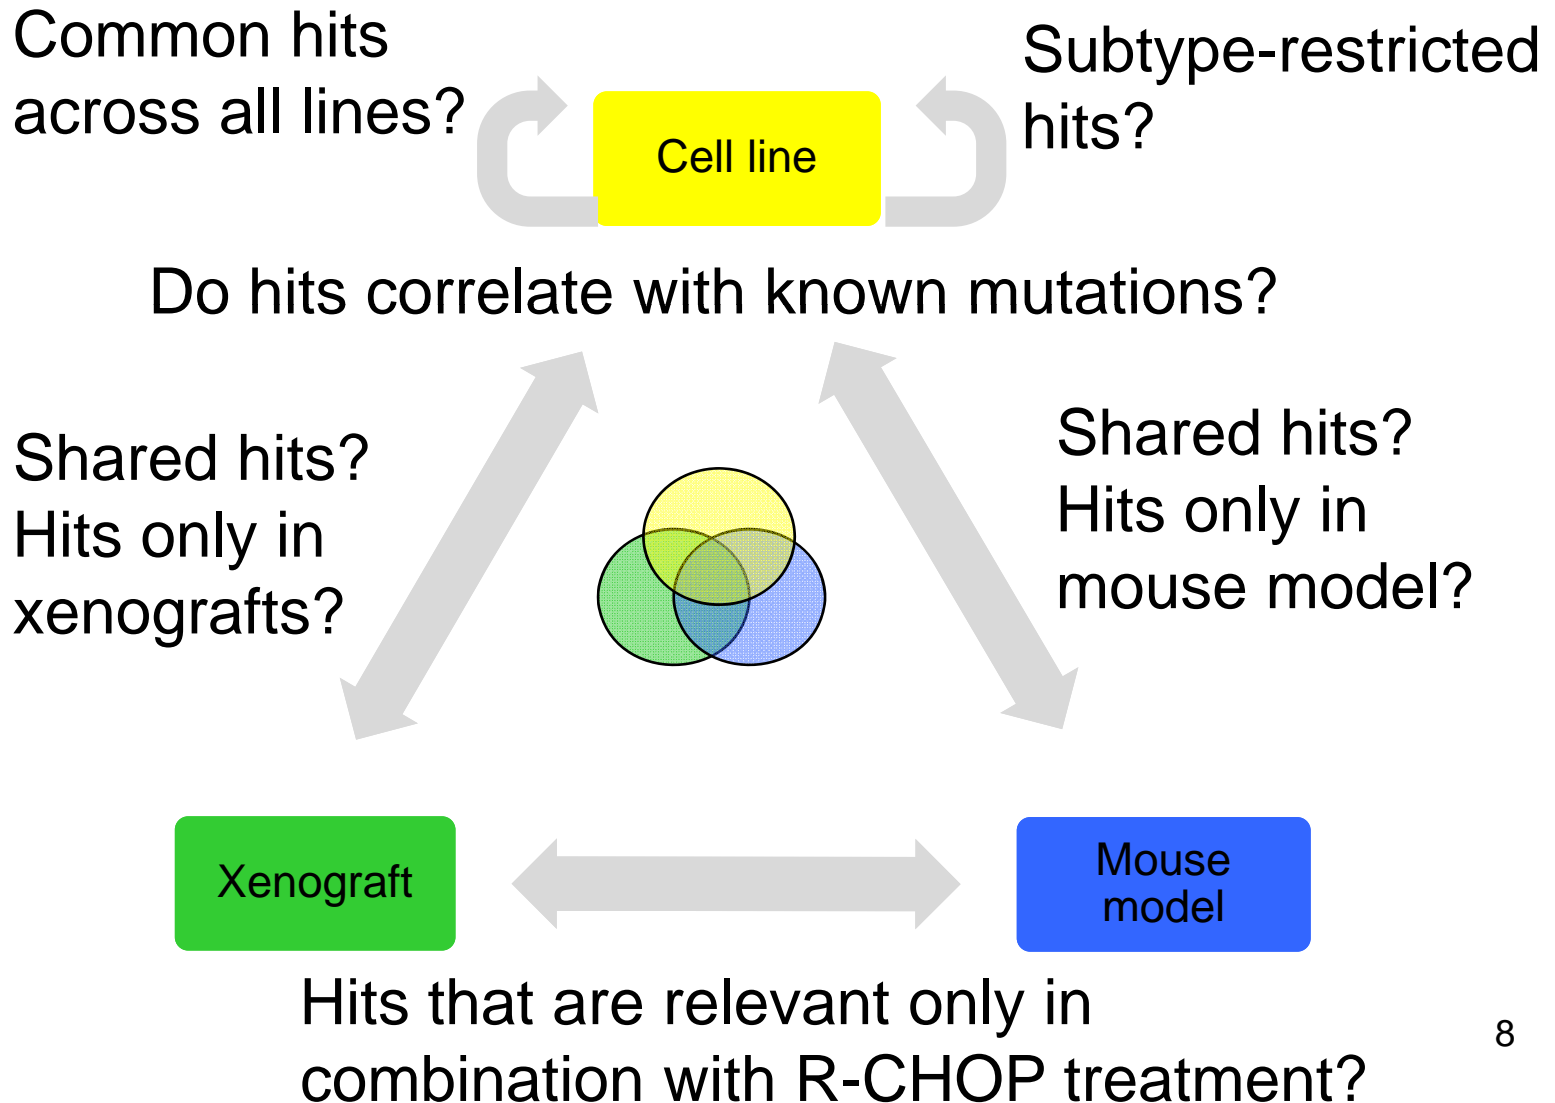 Common hits
across all lines?
Subtype-restricted
hits?
Cell line
Do hits correlate with known mutations?
Shared hits?
Hits only in
xenografts?
Shared hits?
Hits only in
mouse model?
Xenograft
Mouse
model
Hits that are relevant only in
combination with R-CHOP treatment?
8